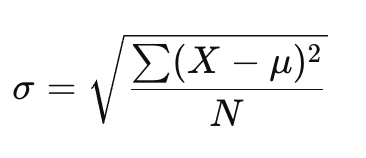 σ = √(∑(X − μ)² / N)